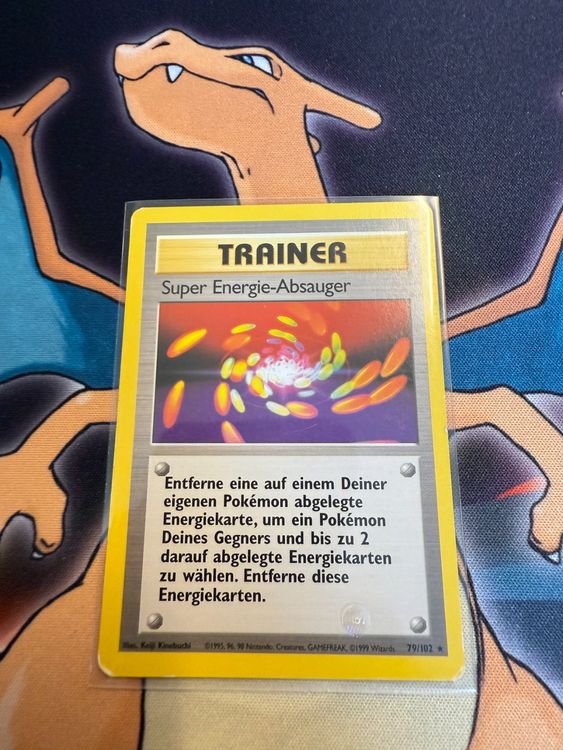 TRAINER
Super Energie-Absauger
Entferne eine auf einem Deiner
eigenen Pokémon abgelegte
Energiekarte, um ein Pokémon
Deines Gegners und bis zu 2
darauf abgelegte Energiekarten
zu wählen. Entferne diese
Energiekarten.
Illus. Keiji Kinebuchi ©1995, 96, 98 Nintendo, Creatures, GAMEFREAK. ©1999 Wizards. 79/102 ★